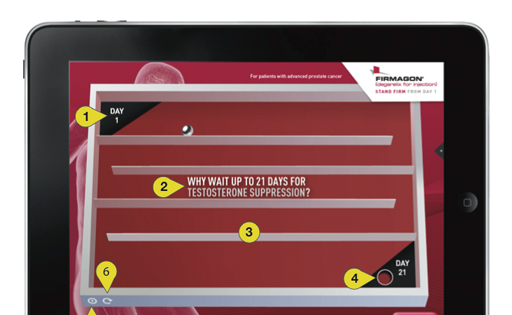 For patients with advanced prostate cancer
FIRMAGON®
(degarelix for injection)
STAND FIRM FROM DAY 1
1
DAY
1
2
WHY WAIT UP TO 21 DAYS FOR
TESTOSTERONE SUPPRESSION?
3
4
DAY
21
6